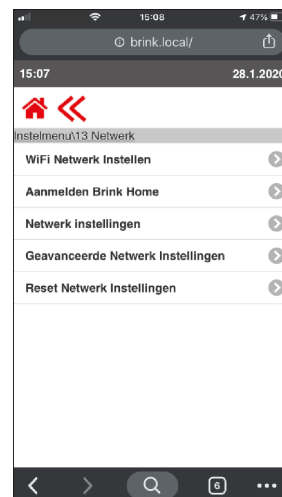 15:08
47%
brink.local/
15:07
28.1.2020
Instelmenu\13 Netwerk
WiFi Netwerk Instellen
Aanmelden Brink Home
Netwerk instellingen
Geavanceerde Netwerk Instellingen
Reset Netwerk Instellingen
6